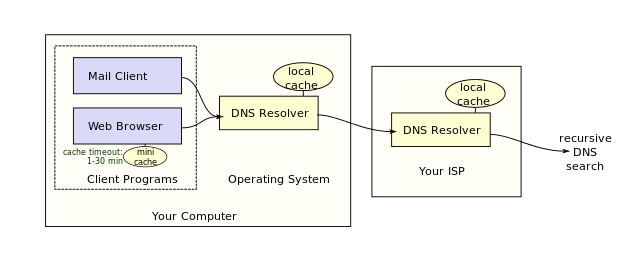 Mail Client
Web Browser
cache timeout:
1-30 min
mini
cache
Client Programs
local
cache
DNS Resolver
Operating System
Your Computer
local
cache
DNS Resolver
Your ISP
recursive
DNS
search